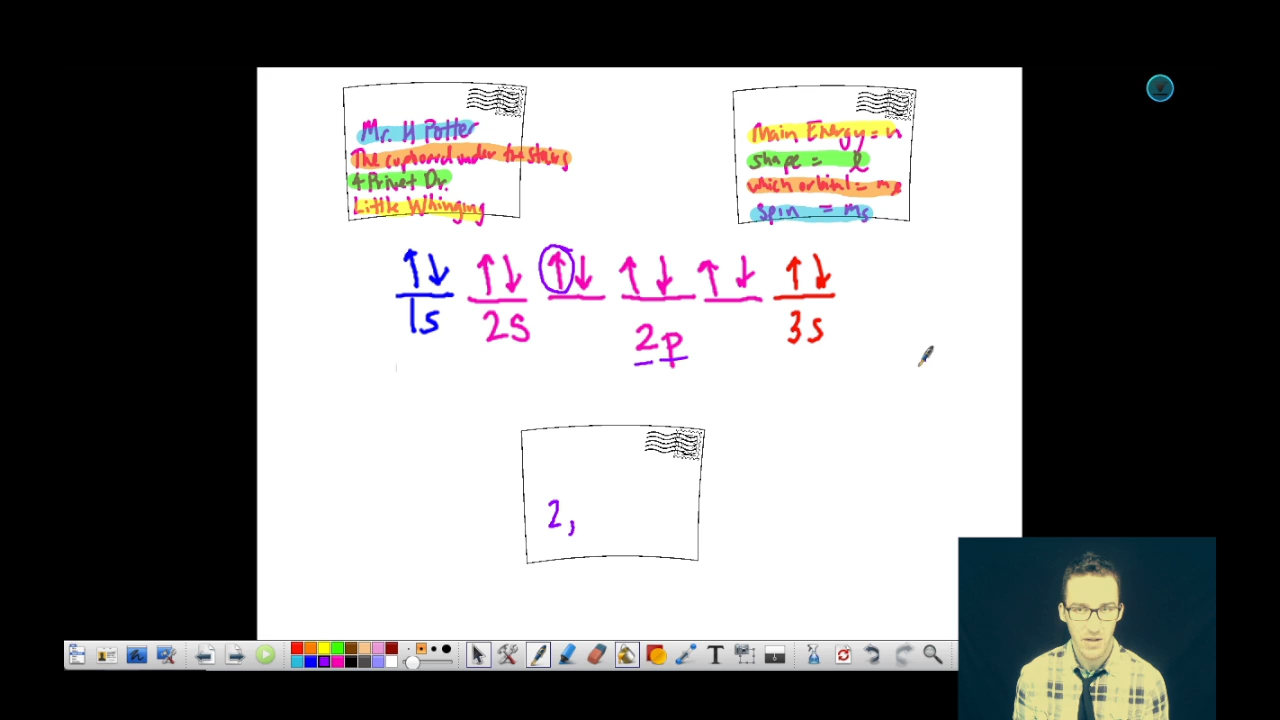 Mr. H Potter
The cupboard under the stairs
4 Privet Dr.
Little Whinging
Main Energy = n
shape = l
which orbital = ml
spin = ms
↑↓ ↑↓ ↑↓ ↑↓ ↑↓ ↑↓
1s 2s 2p 3s
2,
T